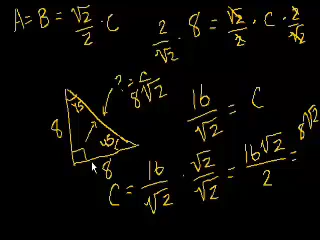 A = B = √2/2 · C
2/√2 · 8 = √2/2 · C · 2/√2
? = C
8√2
45
8
45
8
16/√2 = C
C = 16/√2 · √2/√2 = 16√2/2 = 8√2